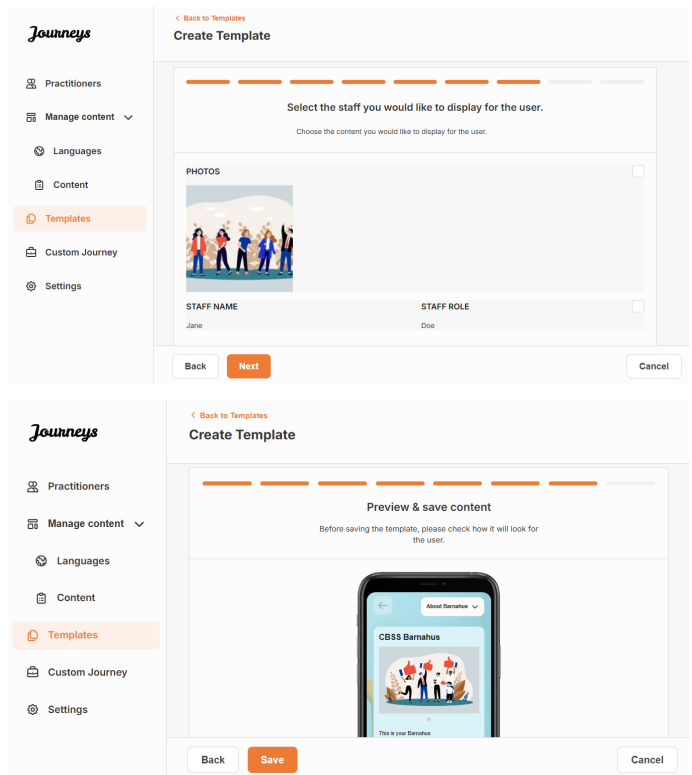 Journeys
Back to Templates
Create Template
Practitioners
Manage content
Languages
Content
Templates
Custom Journey
Settings
Select the staff you would like to display for the user.
Choose the content you would like to display for the user.
PHOTOS
STAFF NAME STAFF ROLE
Jane Doe
Back Next Cancel
Journeys
Back to Templates
Create Template
Practitioners
Manage content
Languages
Content
Templates
Custom Journey
Settings
Preview & save content
Before saving the template, please check how it will look for
the user.
About Barnahus
CBSS Barnahus
This is your Barnahus
Back Save Cancel